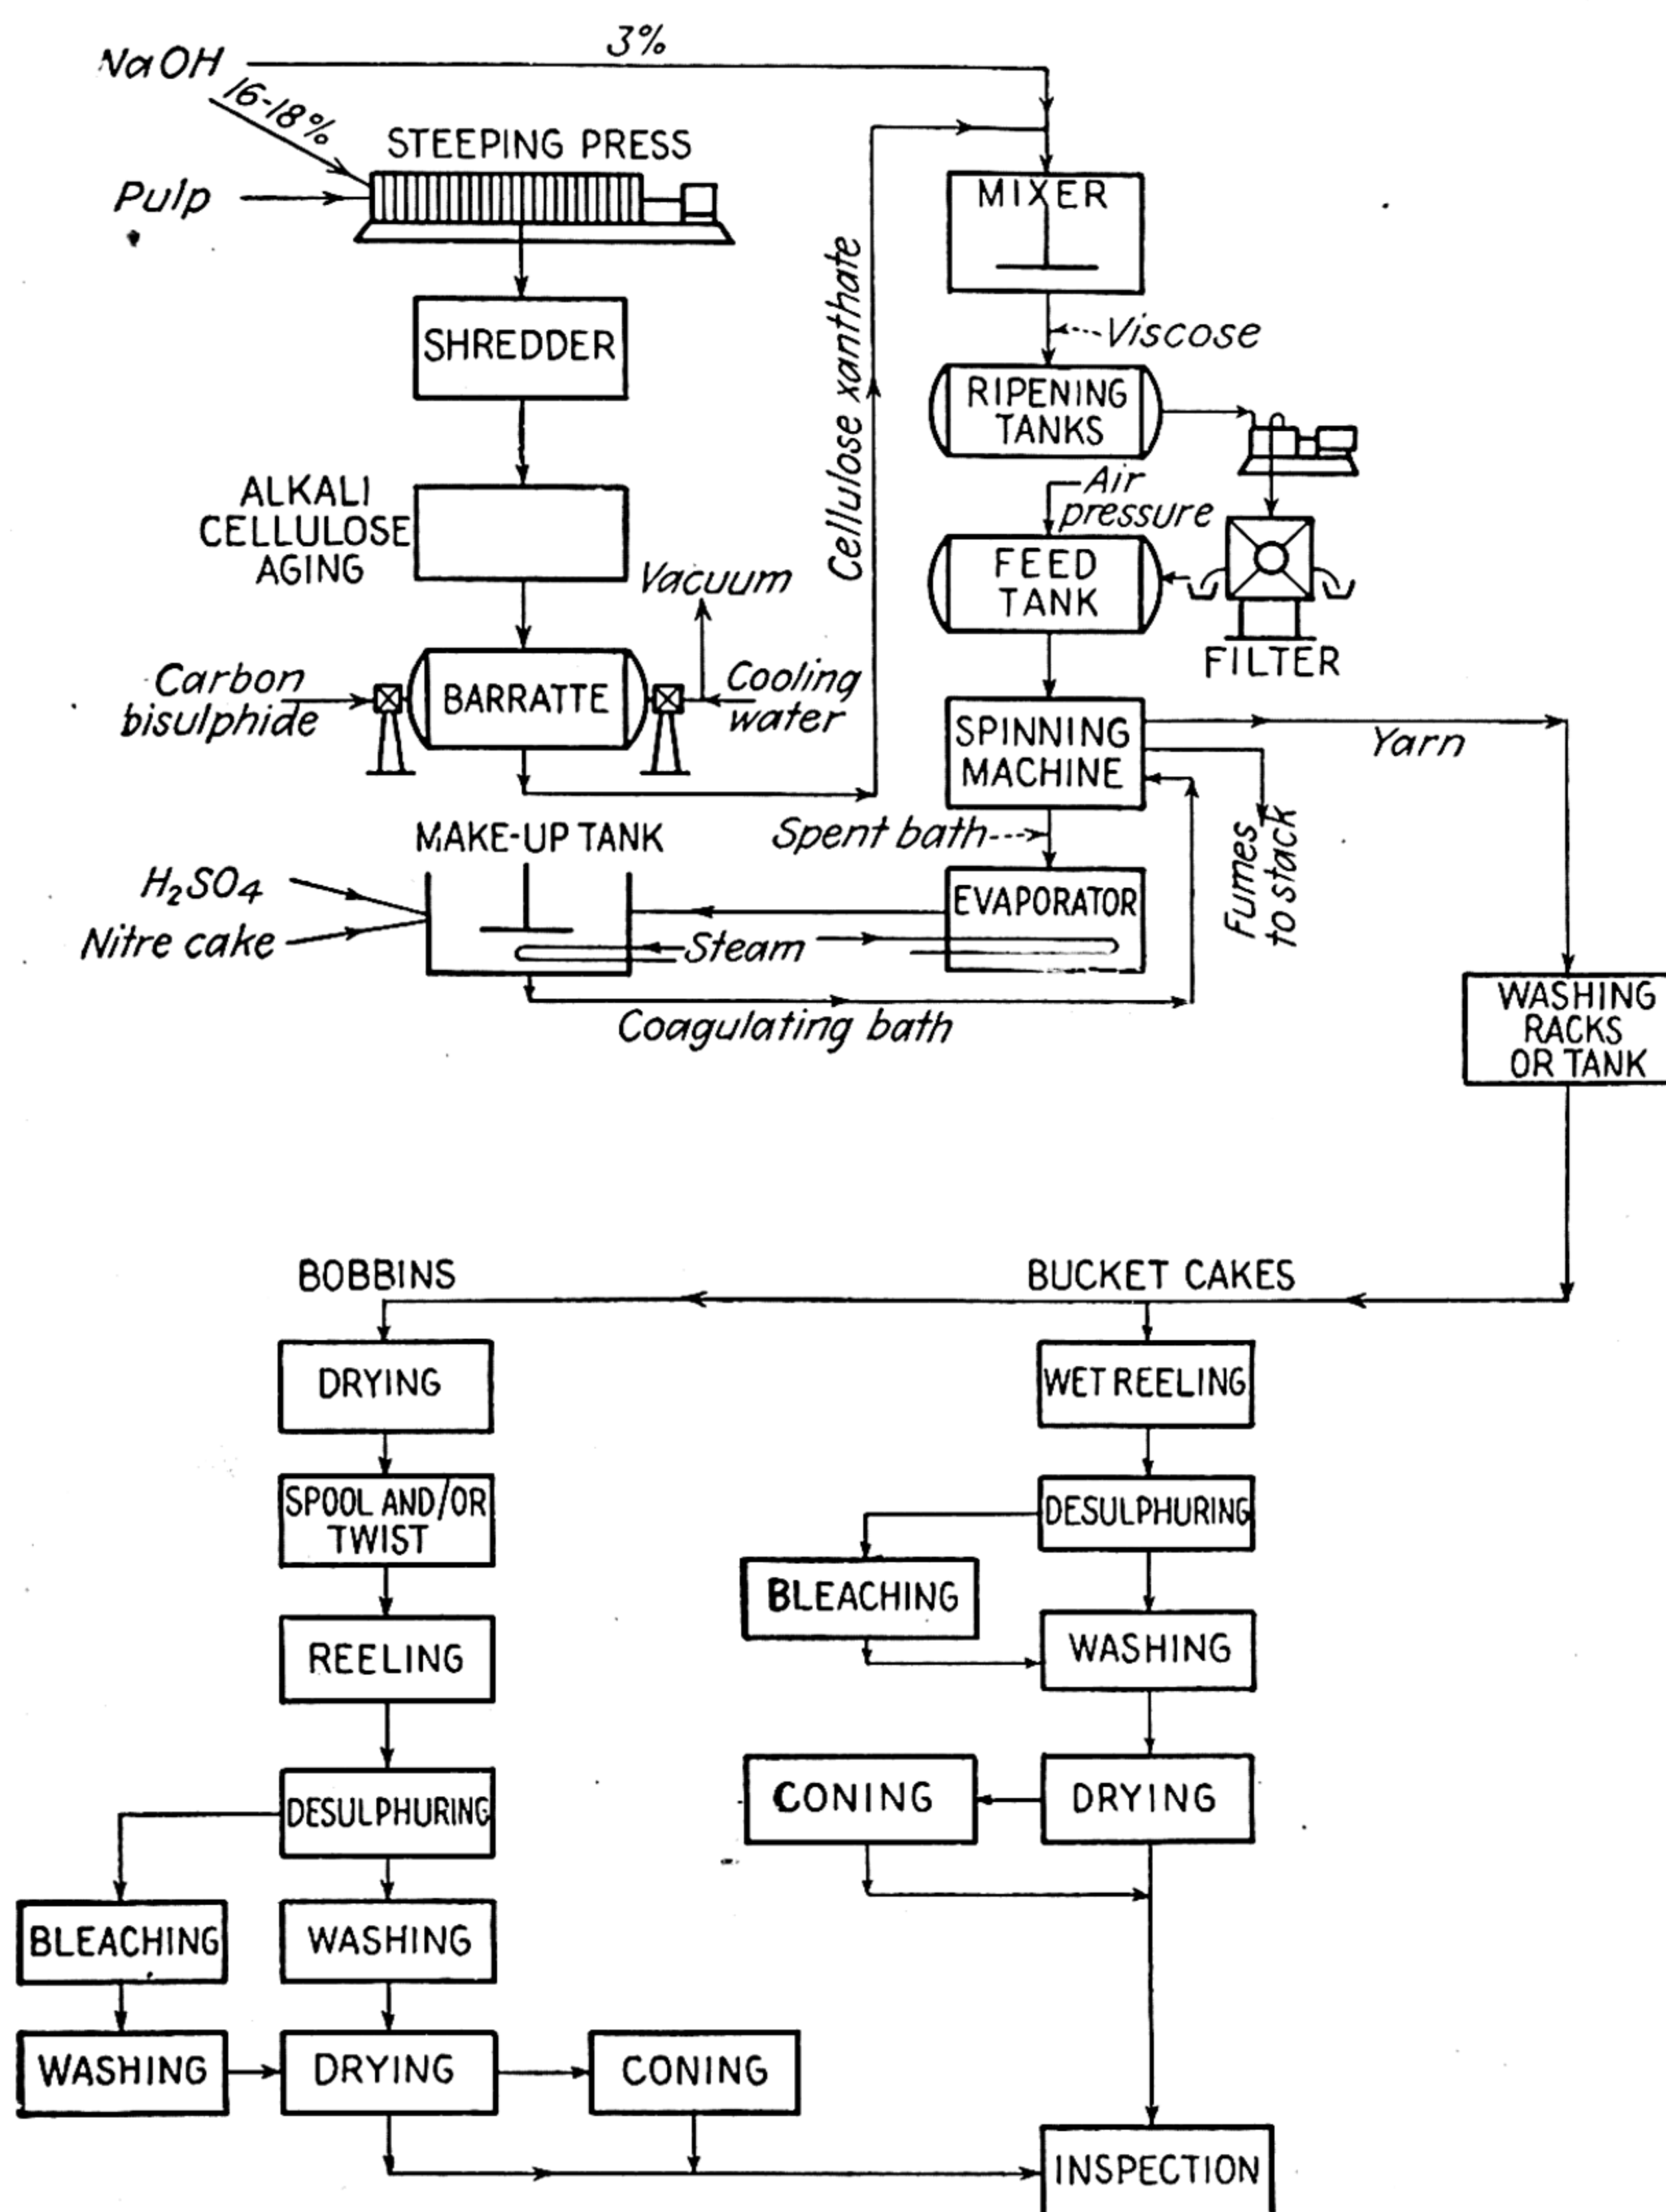 NaOH
3%
16-18%
STEEPING PRESS
Pulp
MIXER
SHREDDER
Cellulose xanthate
Viscose
RIPENING
TANKS
ALKALI
CELLULOSE
AGING
Air
pressure
FEED
TANK
FILTER
Vacuum
Carbon
bisulphide
BARRATTE
Cooling
water
SPINNING
MACHINE
Yarn
Fumes
to stack
Spent bath
MAKE-UP TANK
H₂SO₄
Nitre cake
EVAPORATOR
Steam
Coagulating bath
WASHING
RACKS
OR TANK
BOBBINS
BUCKET CAKES
DRYING
WET REELING
SPOOL AND/OR
TWIST
DESULPHURING
BLEACHING
REELING
WASHING
DESULPHURING
CONING
DRYING
BLEACHING
WASHING
WASHING
DRYING
CONING
INSPECTION